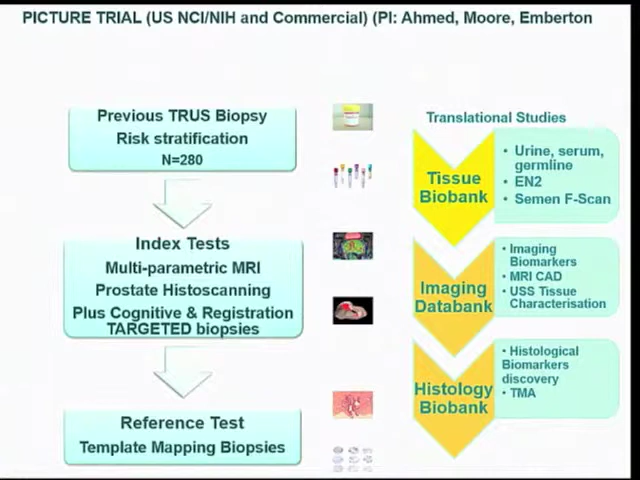 PICTURE TRIAL (US NCI/NIH and Commercial) (PI: Ahmed, Moore, Emberton
Previous TRUS Biopsy
Risk stratification
N=280
Index Tests
Multi-parametric MRI
Prostate Histoscanning
Plus Cognitive & Registration
TARGETED biopsies
Reference Test
Template Mapping Biopsies
Translational Studies
Tissue
Biobank
• Urine, serum,
germline
• EN2
• Semen F-Scan
Imaging
Databank
• Imaging
Biomarkers
• MRI CAD
• USS Tissue
Characterisation
Histology
Biobank
• Histological
Biomarkers
discovery
• TMA